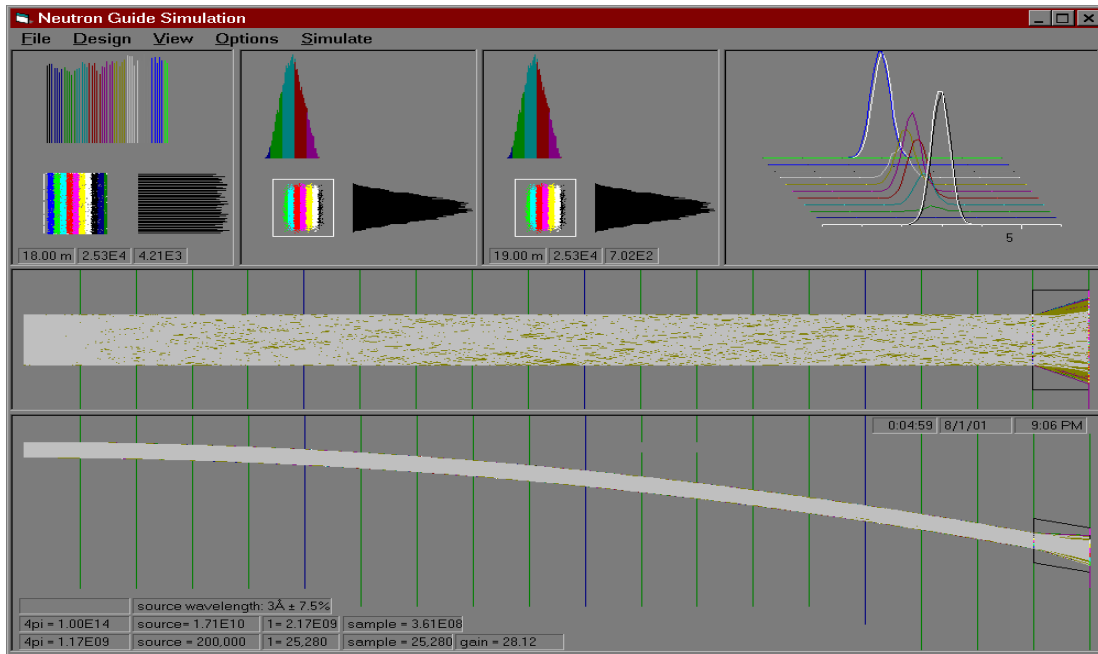 Neutron Guide Simulation
File Design View Options Simulate
18.00 m 2.53E4 4.21E3
19.00 m 2.53E4 7.02E2
5
0:04:59 8/1/01 9:06 PM
source wavelength: 3Å ± 7.5%
4pi = 1.00E14 source= 1.71E10 1= 2.17E09 sample = 3.61E08
4pi = 1.17E09 source = 200,000 1= 25,280 sample = 25,280 gain = 28.12